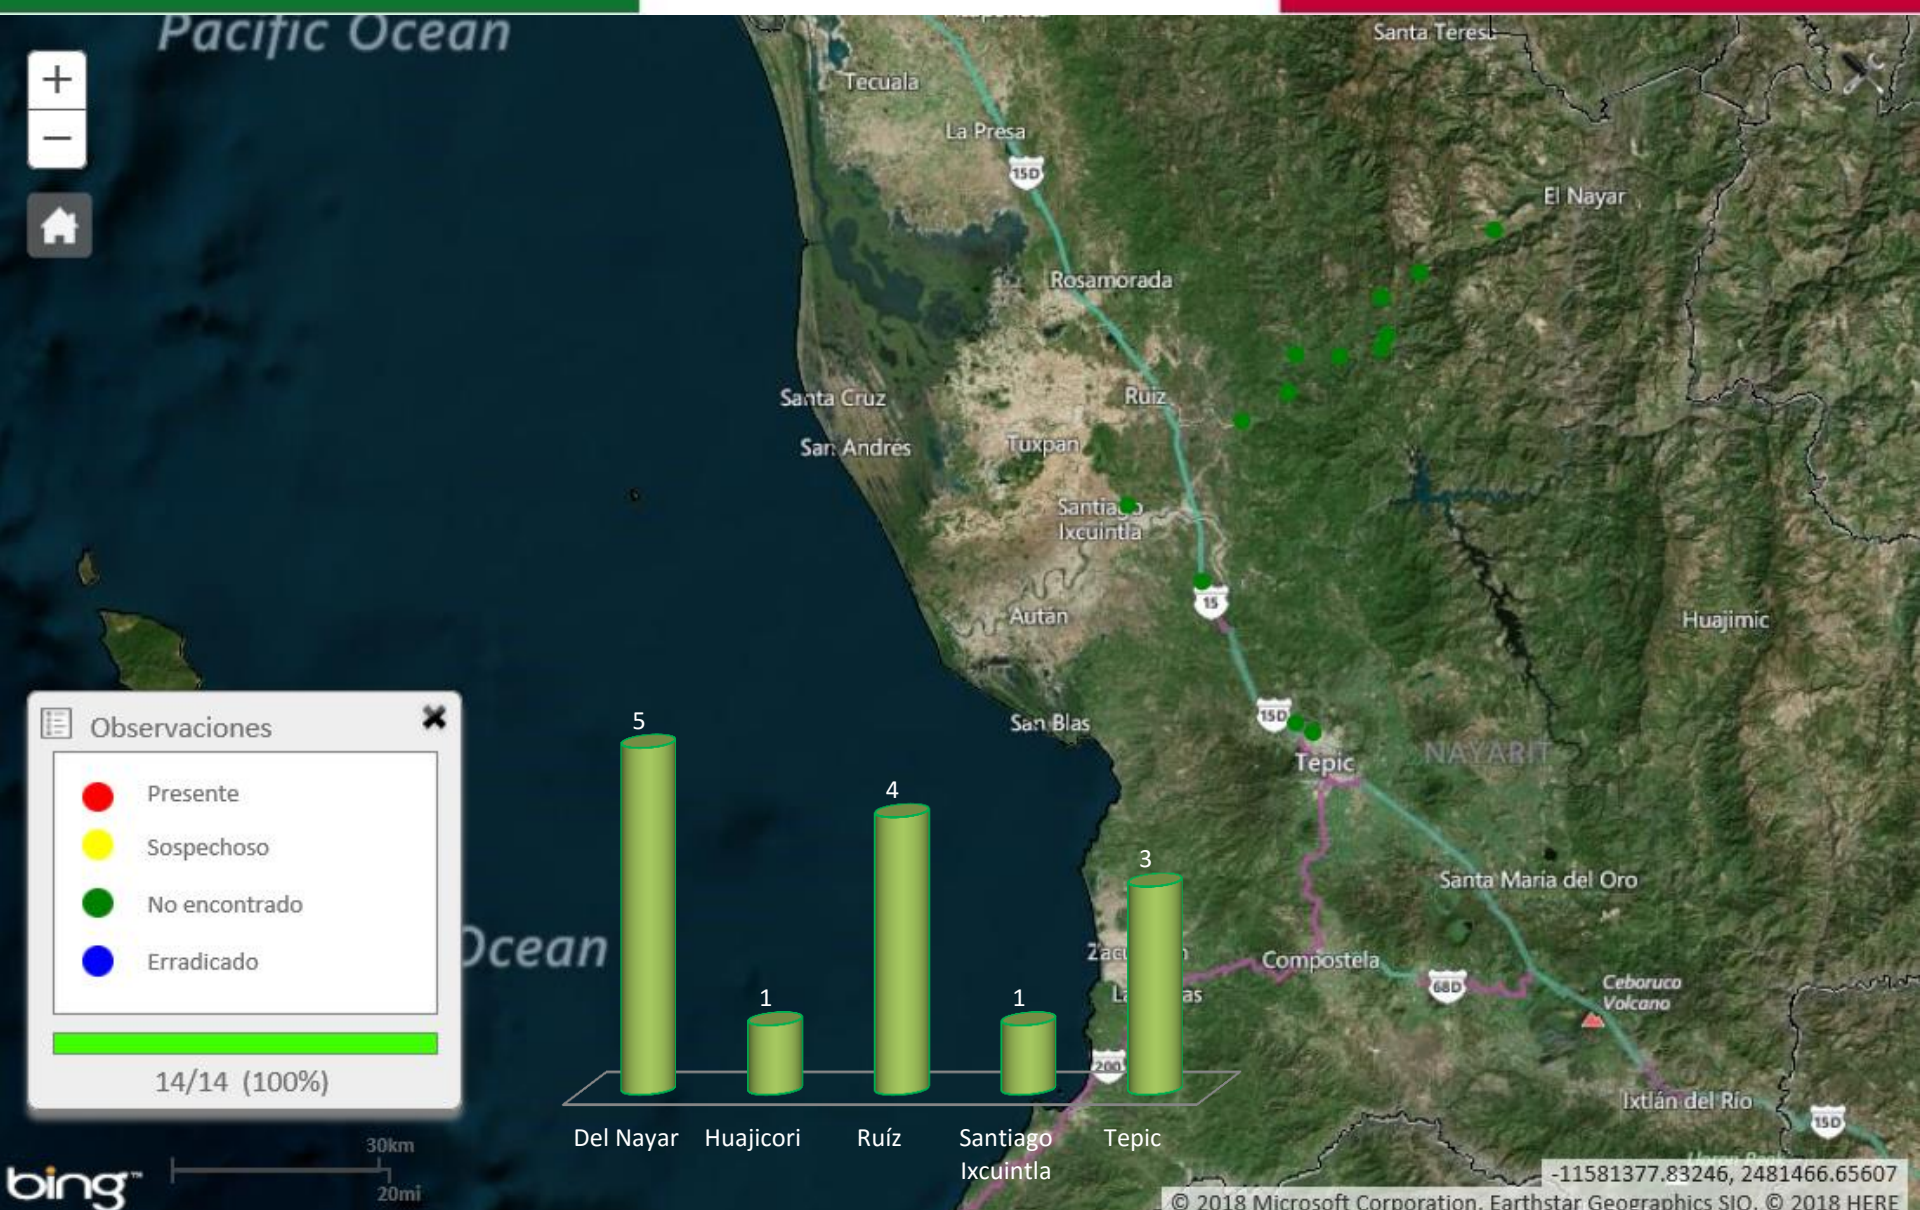 Pacific Ocean
Santa Teresa
+
Tecuala
−
La Presa
15D
El Nayar
Rosamorada
Santa Cruz
Ruiz
San Andrés
Tuxpan
Santiago
Ixcuintla
15
Aután
Huajimic
San Blas
15D
NAYARIT
Tepic
Observaciones
Presente
Sospechoso
No encontrado
Erradicado
14/14 (100%)
5
1
4
1
3
Ocean
Santa María del Oro
Compostela
68D
Ceboruco
Volcano
200
Ixtlán del Río
15D
Del Nayar
Huajicori
Ruíz
Santiago
Ixcuintla
Tepic
30km
20mi
bing™
-11581377.83246, 2481466.65607
© 2018 Microsoft Corporation, Earthstar Geographics SIO, © 2018 HERE